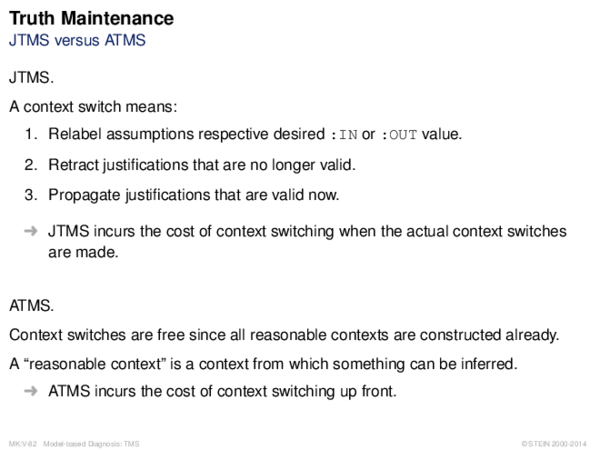 Truth Maintenance
JTMS versus ATMS
JTMS.
A context switch means:
1. Relabel assumptions respective desired :IN or :OUT value.
2. Retract justifications that are no longer valid.
3. Propagate justifications that are valid now.
➔ JTMS incurs the cost of context switching when the actual context switches
are made.
ATMS.
Context switches are free since all reasonable contexts are constructed already.
A “reasonable context” is a context from which something can be inferred.
➔ ATMS incurs the cost of context switching up front.
MK:V-62 Model-based Diagnosis: TMS
©STEIN 2000-2014